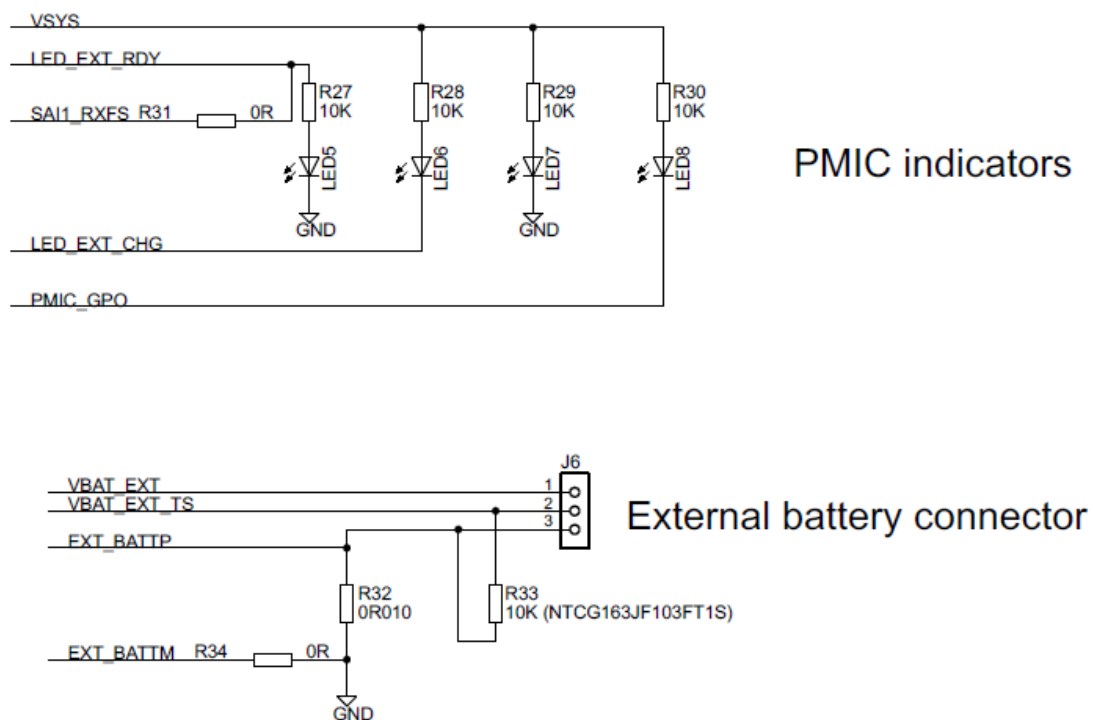 VSYS
LED_EXT_RDY
SAI1_RXFS R31 0R
R27
10K
R28
10K
R29
10K
R30
10K
LED5
LED6
LED7
LED8
PMIC indicators
GND
GND
LED_EXT_CHG
PMIC_GPO
J6
VBAT_EXT 1
VBAT_EXT_TS 2
3
External battery connector
EXT_BATTP
R32
0R010
R33
10K (NTCG163JF103FT1S)
EXT_BATTM R34 0R
GND